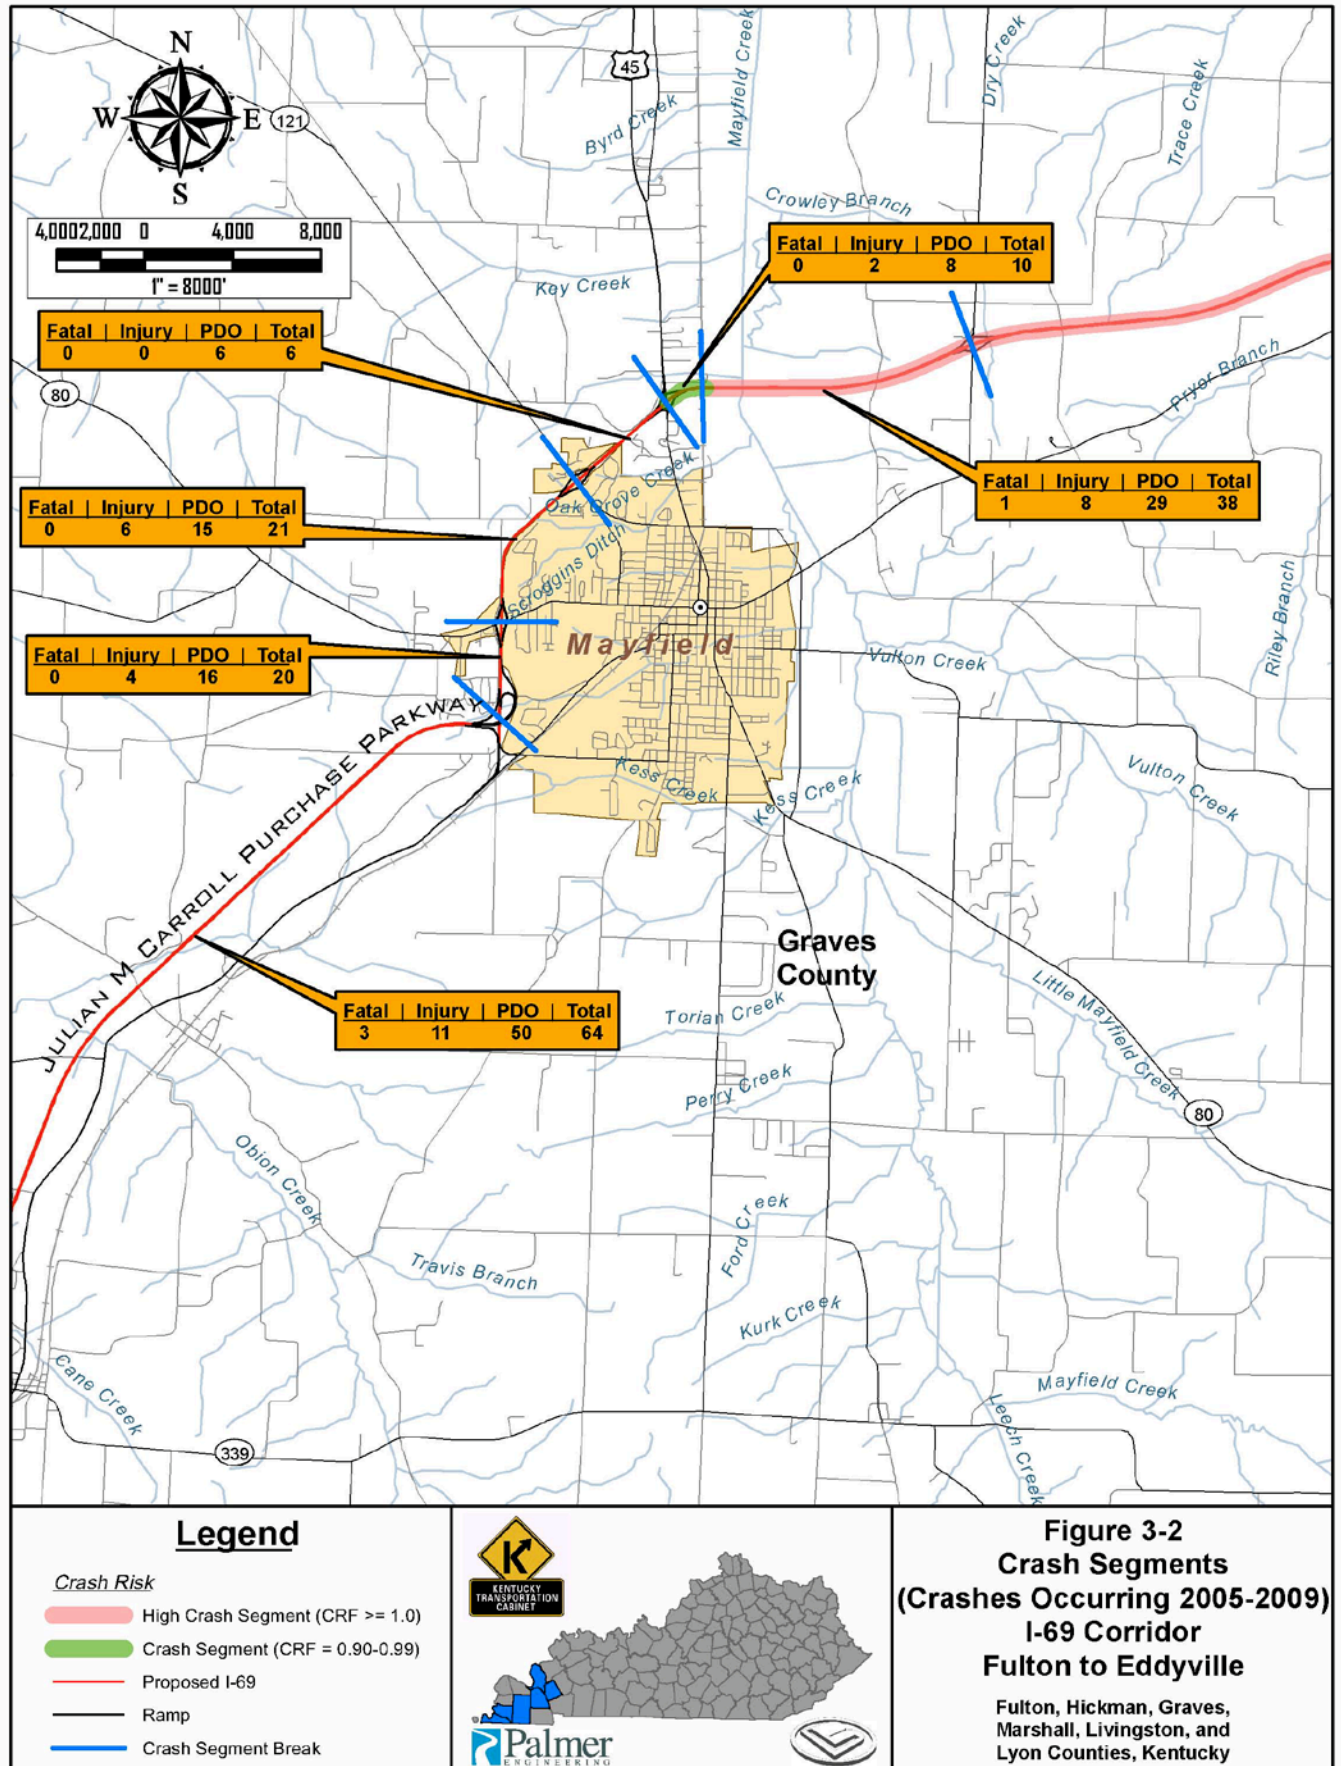 N
W
E
S
121
45
Byrd Creek
Mayfield Creek
Dry Creek
Trace Creek
Crowley Branch
4,0002,000 0 4,000 8,000
1" = 8000'
Key Creek
Fatal | Injury | PDO | Total
0 2 8 10
Fatal | Injury | PDO | Total
0 0 6 6
80
Pryor Branch
Fatal | Injury | PDO | Total
1 8 29 38
Oak Grove Creek
Fatal | Injury | PDO | Total
0 6 15 21
Scroggins Ditch
Riley Branch
Mayfield
Fatal | Injury | PDO | Total
0 4 16 20
Vulton Creek
JULIAN M CARROLL PURCHASE PARKWAY
Kess Creek
Kess Creek
Vulton Creek
Graves
County
Fatal | Injury | PDO | Total
3 11 50 64
Torian Creek
Little Mayfield Creek
Perry Creek
80
Obion Creek
Ford Creek
Travis Branch
Kurk Creek
Cane Creek
Mayfield Creek
Leech Creek
339
Legend
Crash Risk
High Crash Segment (CRF >= 1.0)
Crash Segment (CRF = 0.90-0.99)
Proposed I-69
Ramp
Crash Segment Break
K
KENTUCKY
TRANSPORTATION
CABINET
Palmer
ENGINEERING
Figure 3-2
Crash Segments
(Crashes Occurring 2005-2009)
I-69 Corridor
Fulton to Eddyville
Fulton, Hickman, Graves,
Marshall, Livingston, and
Lyon Counties, Kentucky